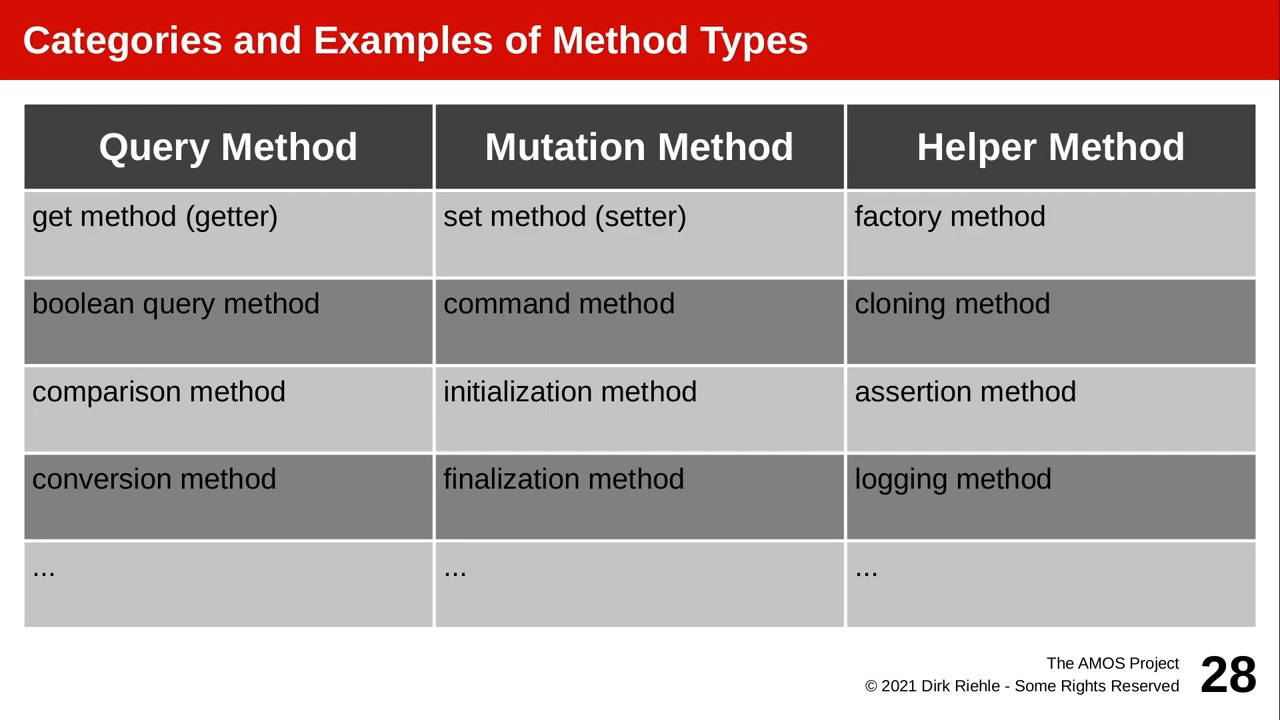 Categories and Examples of Method Types
Query Method
Mutation Method
Helper Method
get method (getter)
set method (setter)
factory method
boolean query method
command method
cloning method
comparison method
initialization method
assertion method
conversion method
finalization method
logging method
...
...
...
The AMOS Project
© 2021 Dirk Riehle - Some Rights Reserved
28